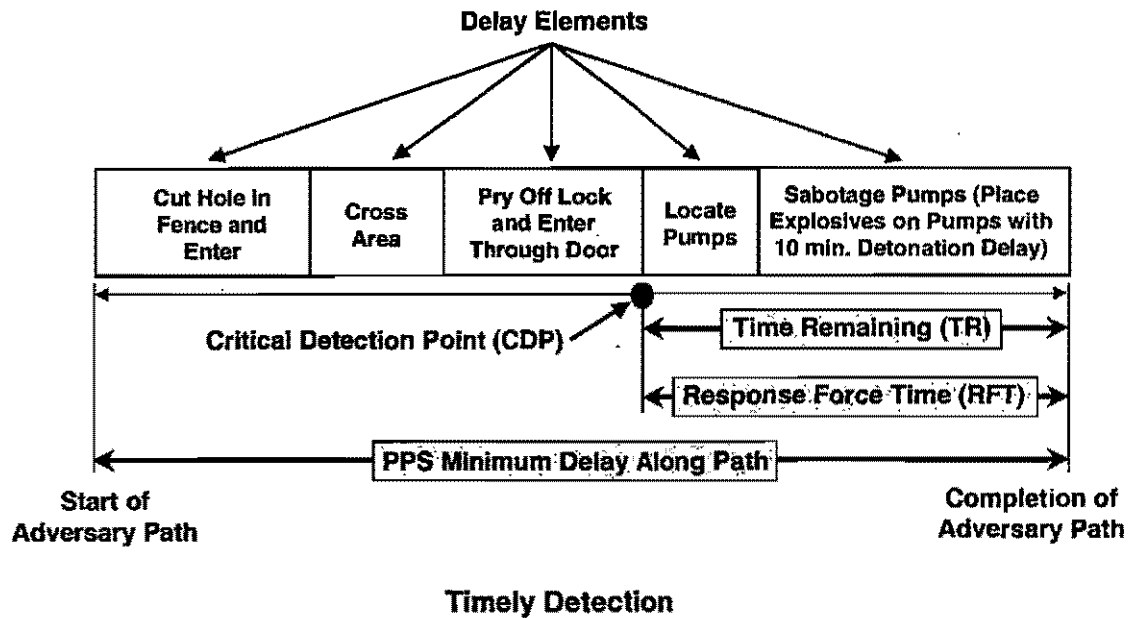 Delay Elements
Cut Hole in
Fence and
Enter
Cross
Area
Pry Off Lock
and Enter
Through Door
Locate
Pumps
Sabotage Pumps (Place
Explosives on Pumps with
10 min. Detonation Delay)
Critical Detection Point (CDP)
Time Remaining (TR)
Response Force Time (RFT)
PPS Minimum Delay Along Path
Start of
Adversary Path
Completion of
Adversary Path
Timely Detection